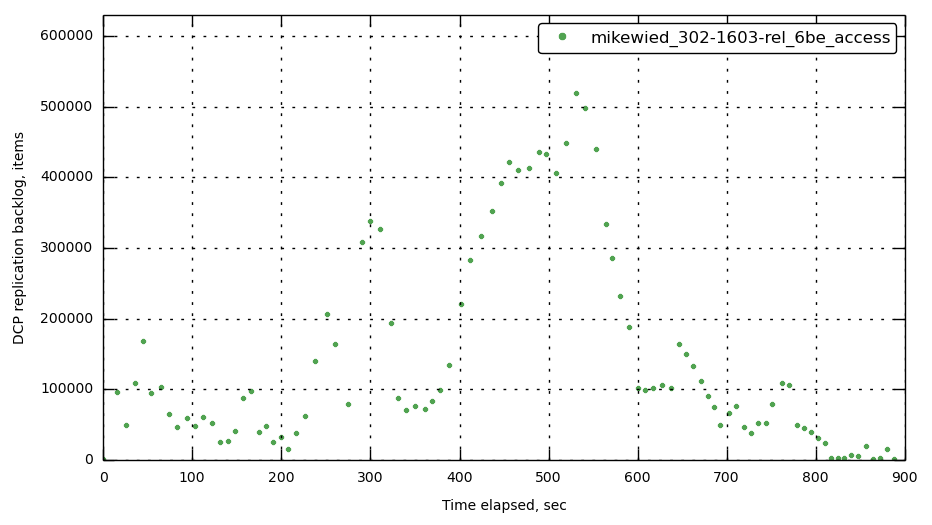 mikewied_302-1603-rel_6be_access
600000
500000
400000
300000
200000
100000
0
DCP replication backlog, items
0 100 200 300 400 500 600 700 800 900
Time elapsed, sec